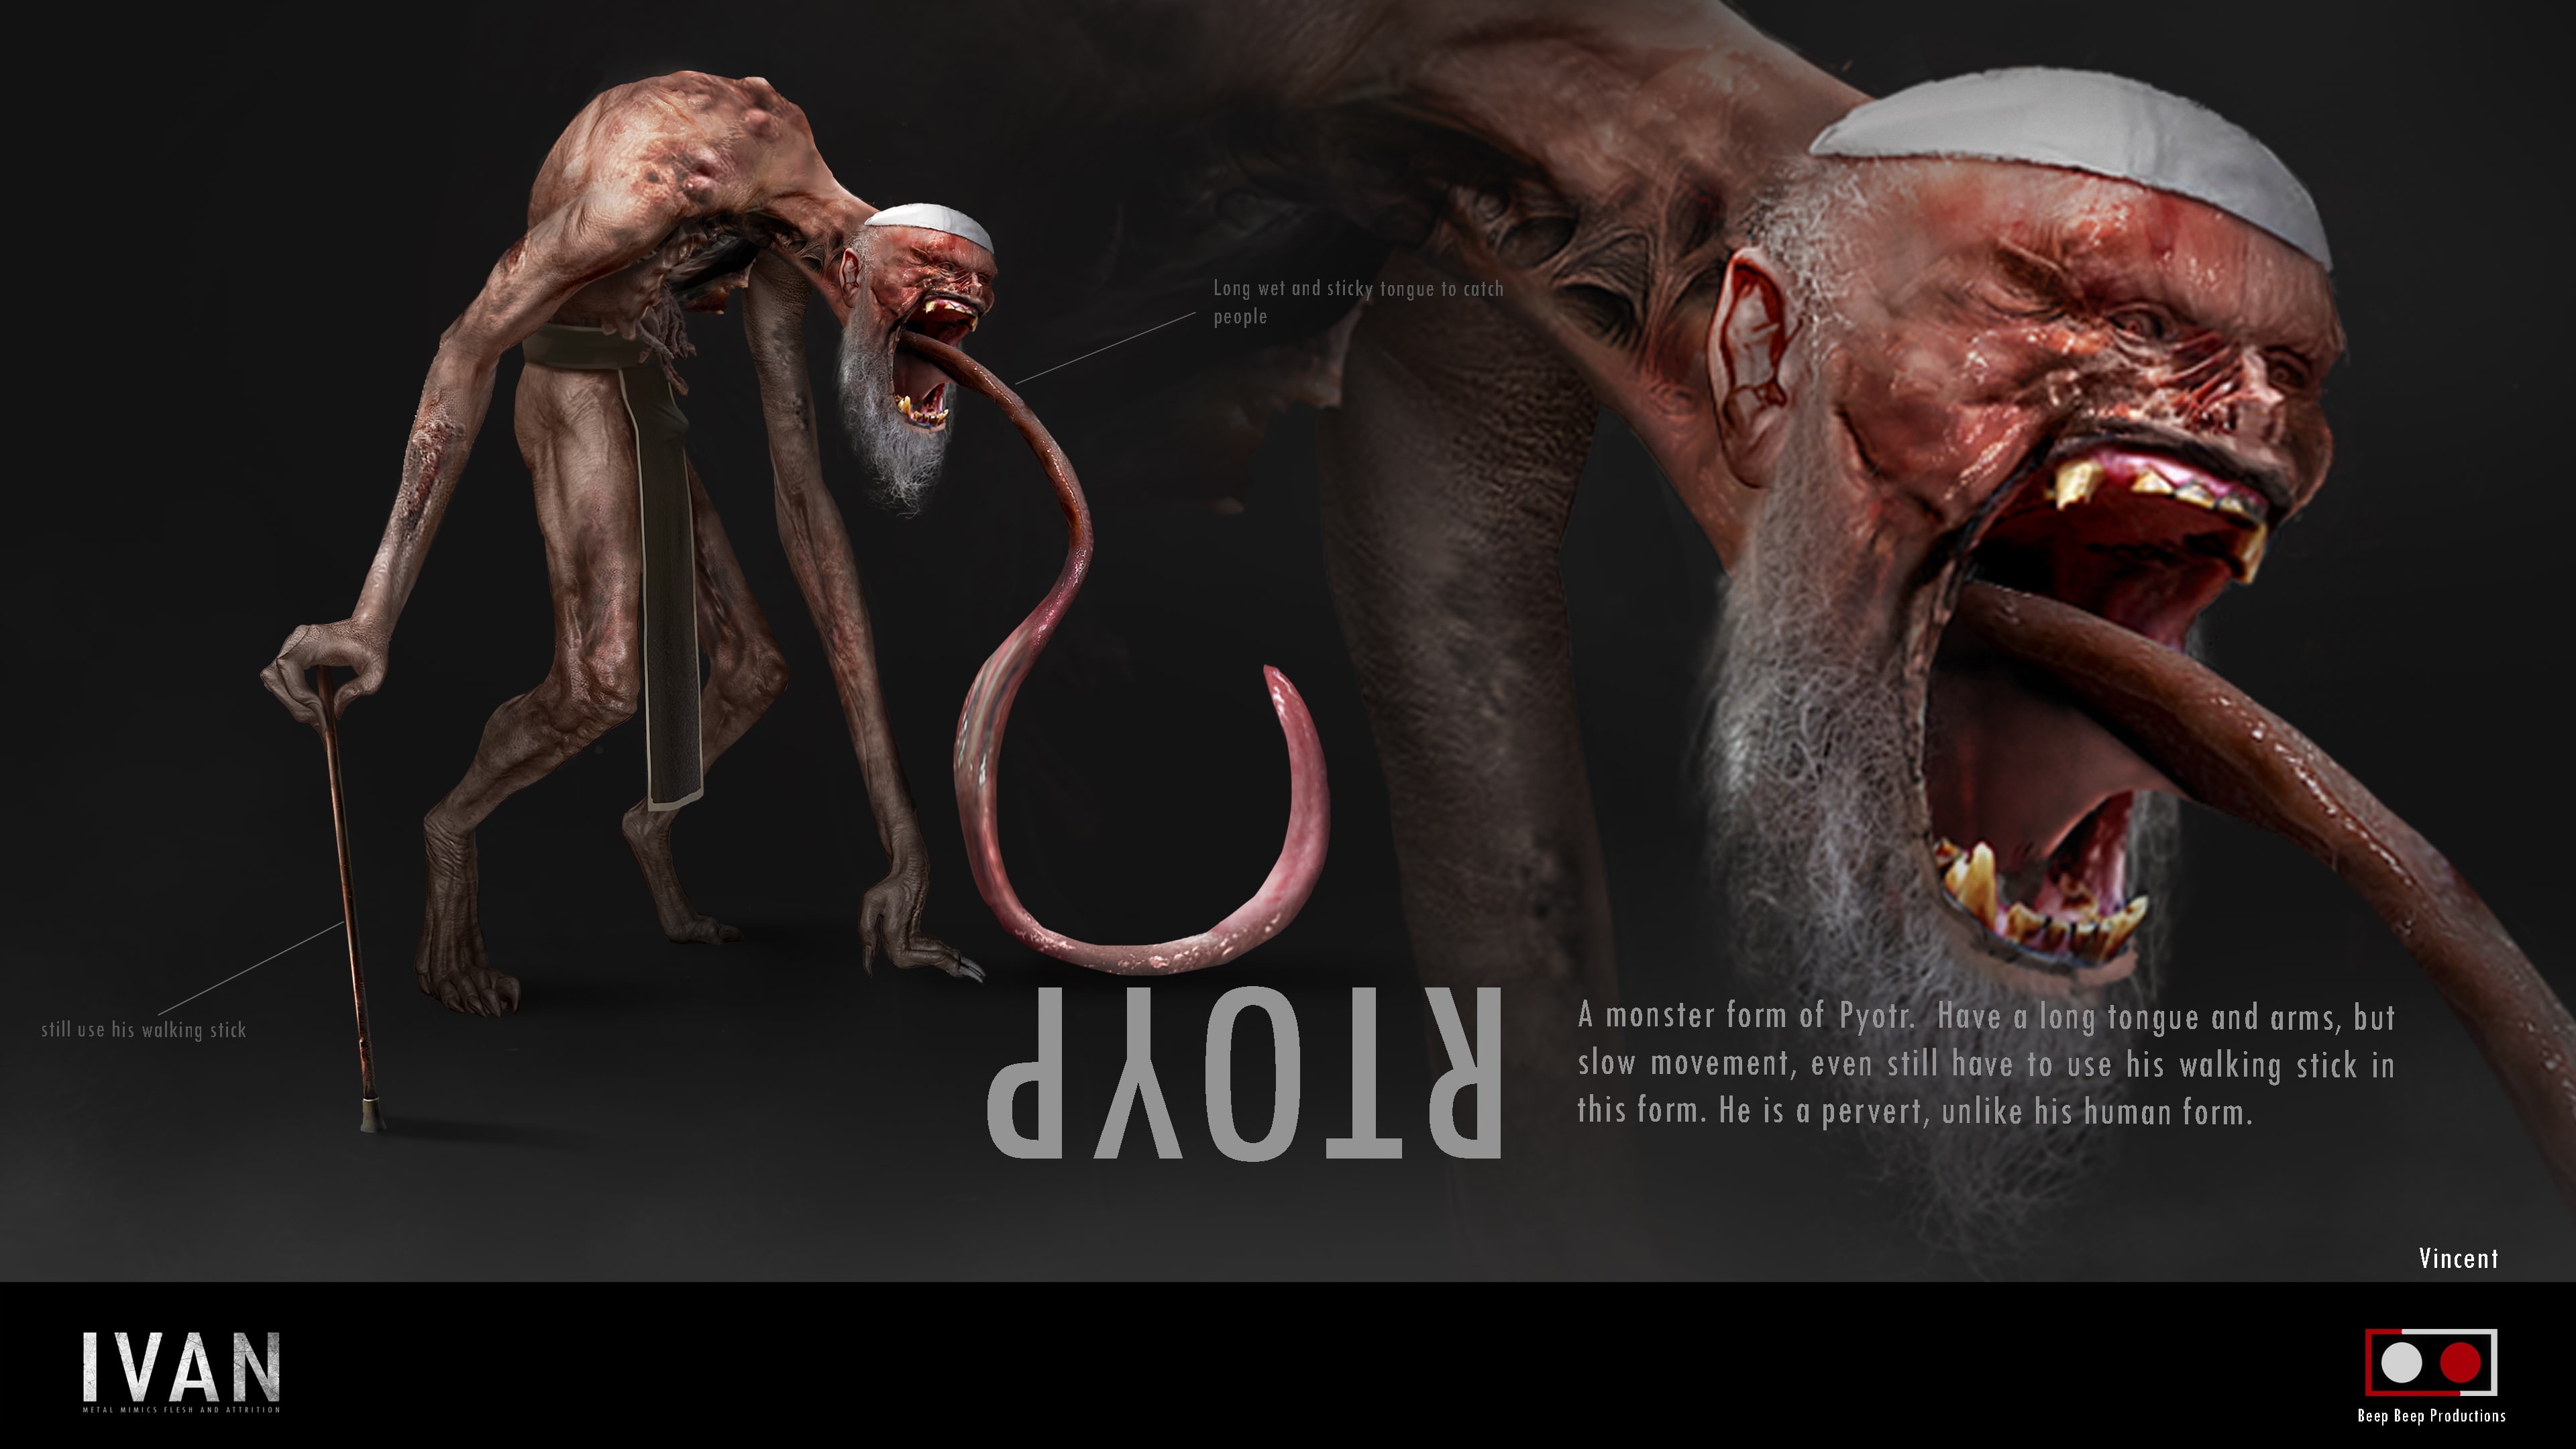 Long wet and sticky tongue to catch
people
still use his walking stick
RTOYP
A monster form of Pyotr. Have a long tongue and arms, but
slow movement, even still have to use his walking stick in
this form. He is a pervert, unlike his human form.
Vincent
IVAN
METAL MIMICS FLESH AND ATTRITION
Beep Beep Productions